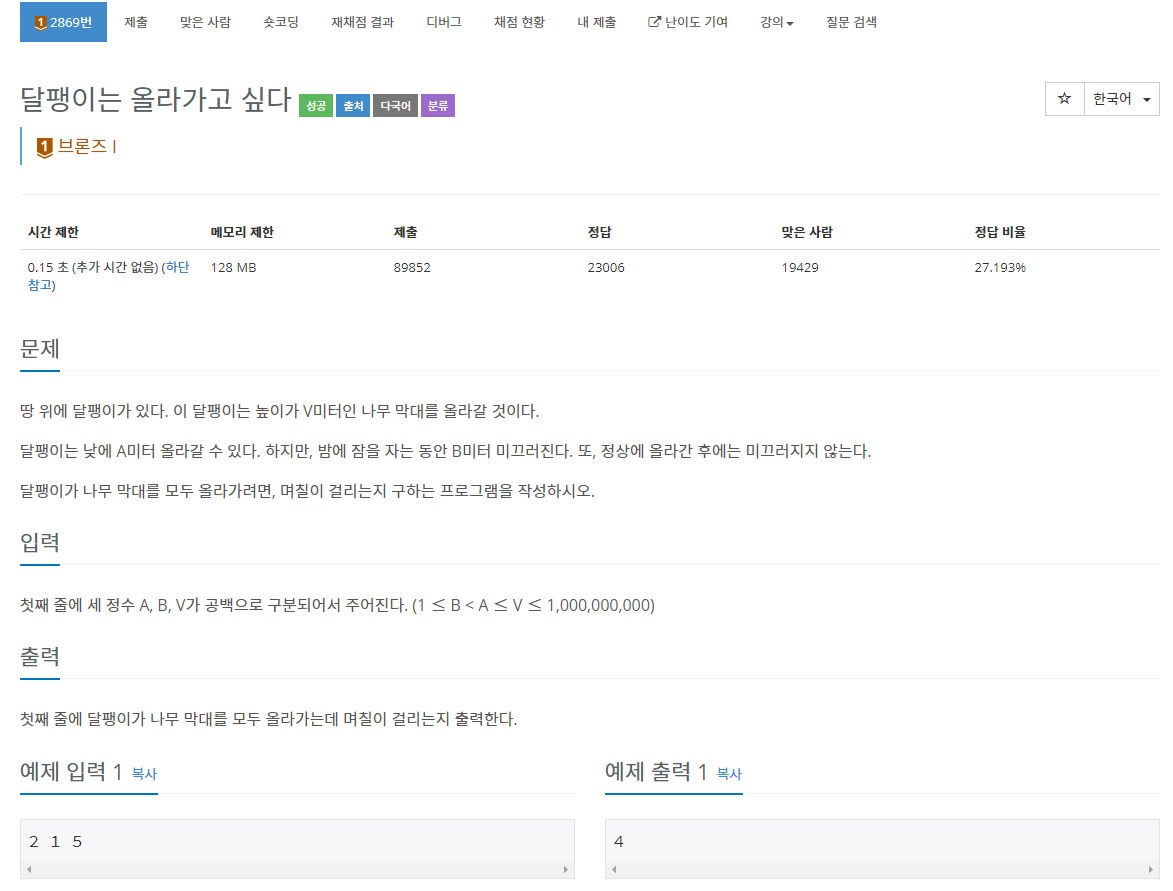 1 2869번 제출 맞은 사람 숏코딩 재채점 결과 디버그 채점 현황 내 제출 난이도 기여 강의 질문 검색
달팽이는 올라가고 싶다 성공 출처 다국어 분류 ☆ 한국어
1 브론즈 I
시간 제한 메모리 제한 제출 정답 맞은 사람 정답 비율
0.15 초 (추가 시간 없음) (하단 128 MB 89852 23006 19429 27.193%
참고)
문제
땅 위에 달팽이가 있다. 이 달팽이는 높이가 V미터인 나무 막대를 올라갈 것이다.
달팽이는 낮에 A미터 올라갈 수 있다. 하지만, 밤에 잠을 자는 동안 B미터 미끄러진다. 또, 정상에 올라간 후에는 미끄러지지 않는다.
달팽이가 나무 막대를 모두 올라가려면, 며칠이 걸리는지 구하는 프로그램을 작성하시오.
입력
첫째 줄에 세 정수 A, B, V가 공백으로 구분되어서 주어진다. (1 ≤ B < A ≤ V ≤ 1,000,000,000)
출력
첫째 줄에 달팽이가 나무 막대를 모두 올라가는데 며칠이 걸리는지 출력한다.
예제 입력 1 복사 예제 출력 1 복사
2 1 5 4